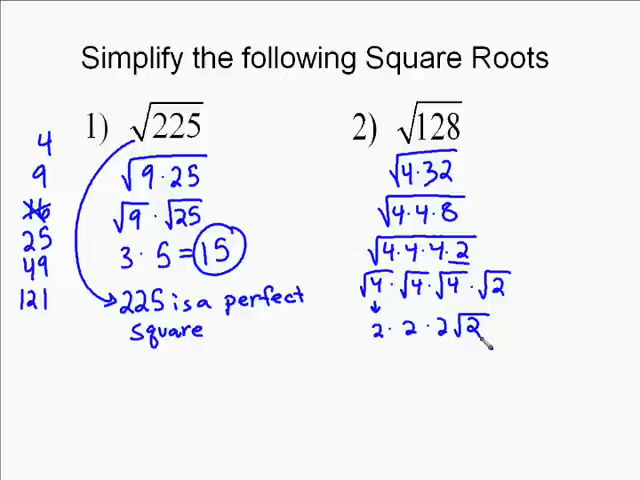 Simplify the following Square Roots
1) √225
√9·25
√9 · √25
3 · 5 = 15
225 is a perfect
square
4
9
16
25
49
121
2) √128
√4·32
√4·4·8
√4·4·4·2
√4 · √4 · √4 · √2
2 · 2 · 2√2